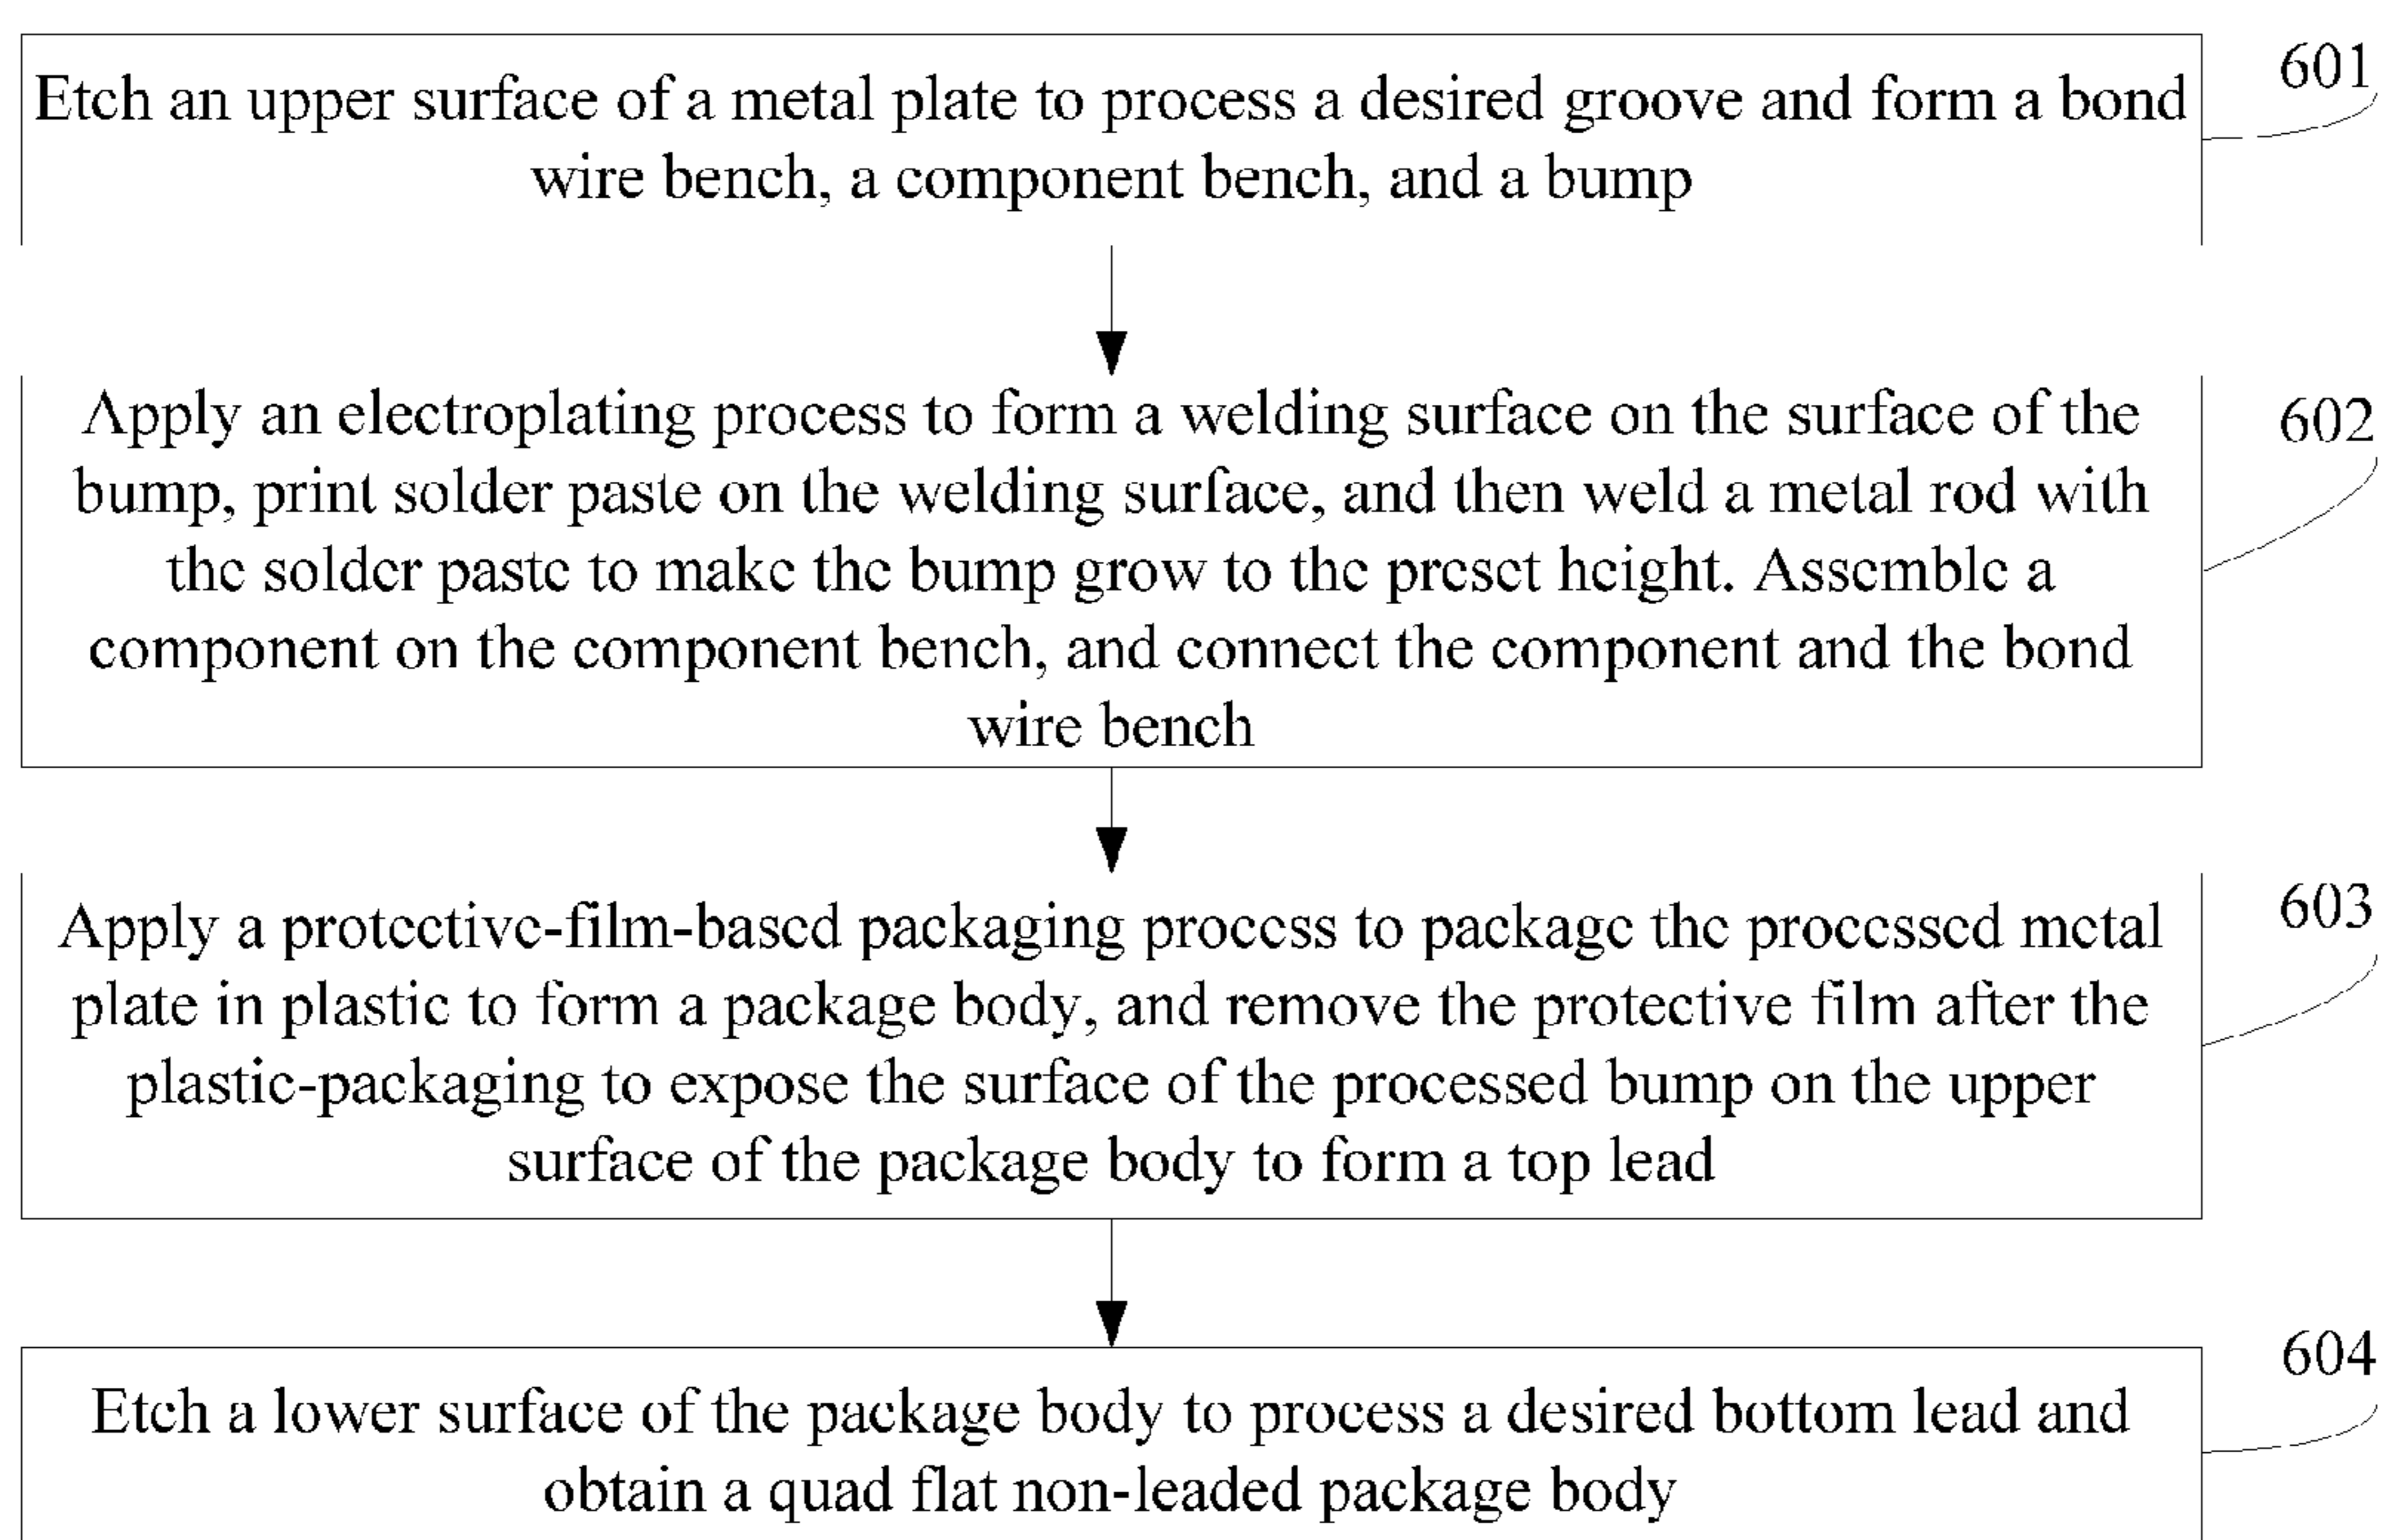 Etch an upper surface of a metal plate to process a desired groove and form a bond
wire bench, a component bench, and a bump
601
Apply an electroplating process to form a welding surface on the surface of the
bump, print solder paste on the welding surface, and then weld a metal rod with
the solder paste to make the bump grow to the preset height. Assemble a
component on the component bench, and connect the component and the bond
wire bench
602
Apply a protective-film-based packaging process to package the processed metal
plate in plastic to form a package body, and remove the protective film after the
plastic-packaging to expose the surface of the processed bump on the upper
surface of the package body to form a top lead
603
Etch a lower surface of the package body to process a desired bottom lead and
obtain a quad flat non-leaded package body
604